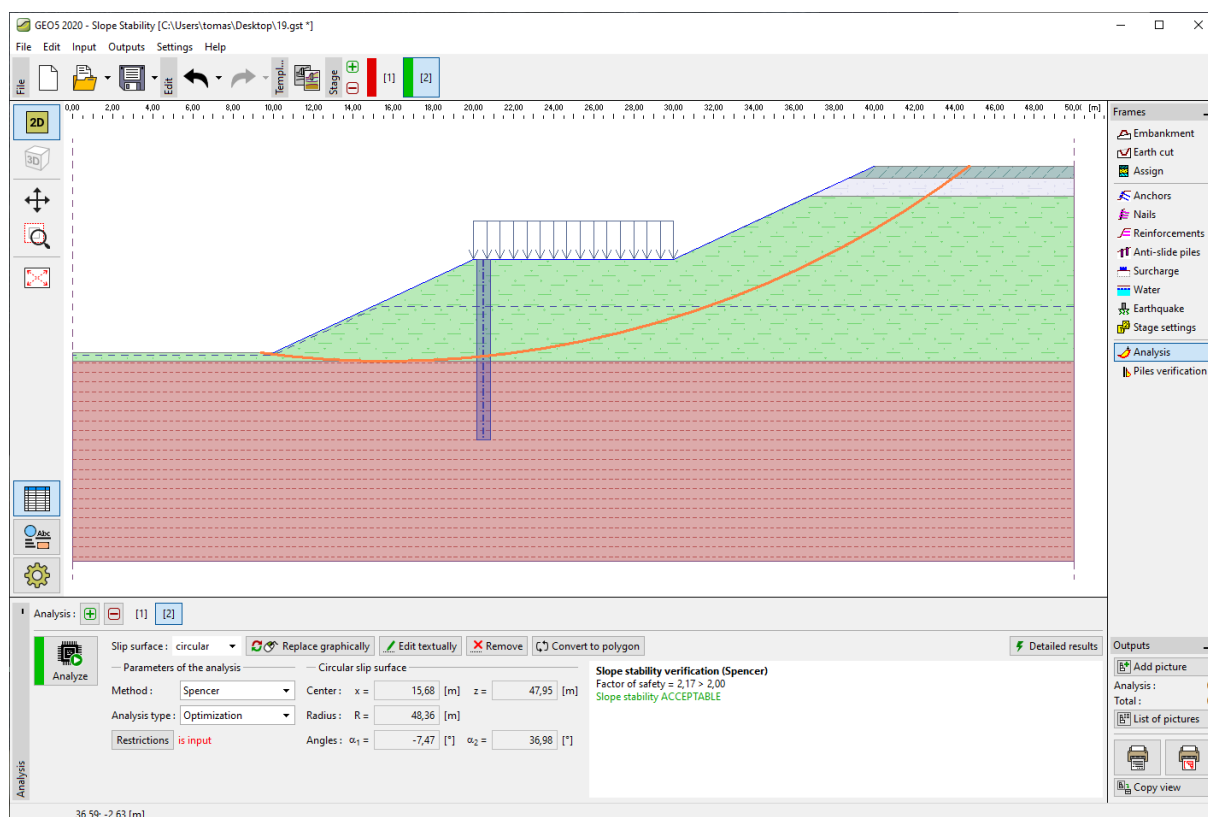 GEO5 2020 - Slope Stability [C:\Users\tomas\Desktop\19.gst *]
File Edit Input Outputs Settings Help
File Edit Templ... Stage [1] [2]
0,00 2,00 4,00 6,00 8,00 10,00 12,00 14,00 16,00 18,00 20,00 22,00 24,00 26,00 28,00 30,00 32,00 34,00 36,00 38,00 40,00 42,00 44,00 46,00 48,00 50,0( [m]
2D
3D
Abc
Frames
Embankment
Earth cut
Assign
Anchors
Nails
Reinforcements
Anti-slide piles
Surcharge
Water
Earthquake
Stage settings
Analysis
Piles verification
Analysis : [1] [2]
Analyze
Slip surface : circular Replace graphically Edit textually Remove Convert to polygon Detailed results
Parameters of the analysis
Method : Spencer
Analysis type : Optimization
Restrictions is input
Circular slip surface
Center : x = 15,68 [m] z = 47,95 [m]
Radius : R = 48,36 [m]
Angles : α1 = -7,47 [°] α2 = 36,98 [°]
Slope stability verification (Spencer)
Factor of safety = 2,17 > 2,00
Slope stability ACCEPTABLE
Analysis
Outputs
Add picture
Analysis :
Total :
List of pictures
Copy view
36,59; -2,63 [m]